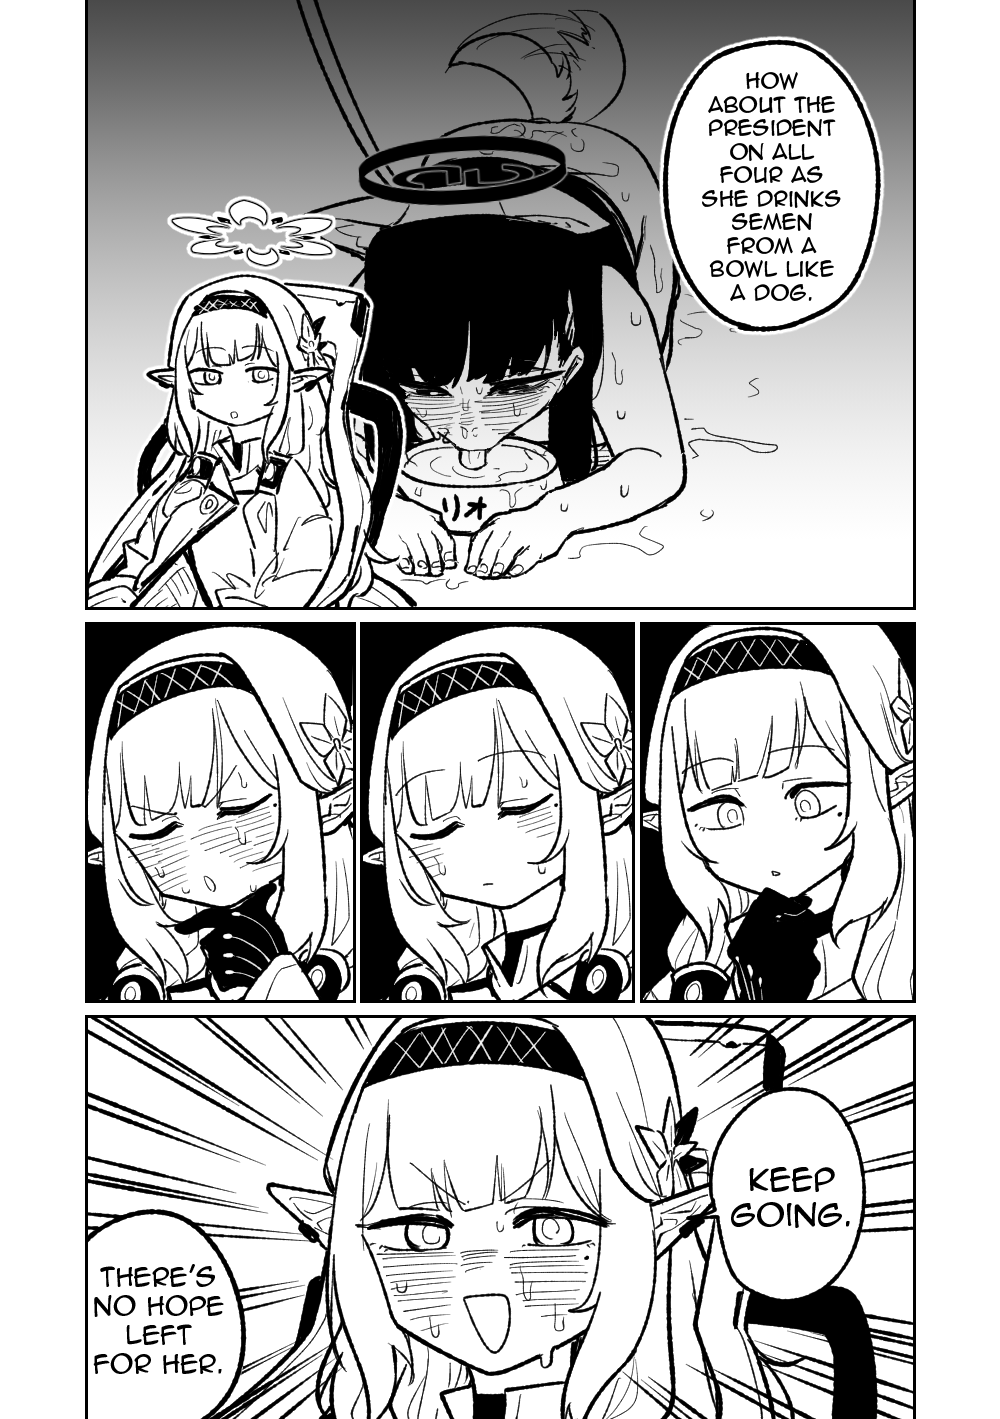 HOW
ABOUT THE
PRESIDENT
ON ALL
FOUR AS
SHE DRINKS
SEMEN
FROM A
BOWL LIKE
A DOG.
リオ
KEEP
GOING.
THERE'S
NO HOPE
LEFT
FOR HER.